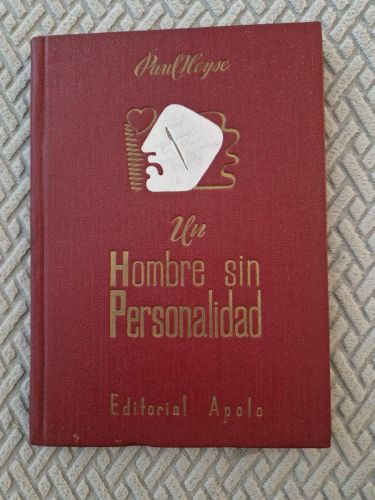 Paul Heyse
Un
Hombre sin
Personalidad
Editorial Apolo